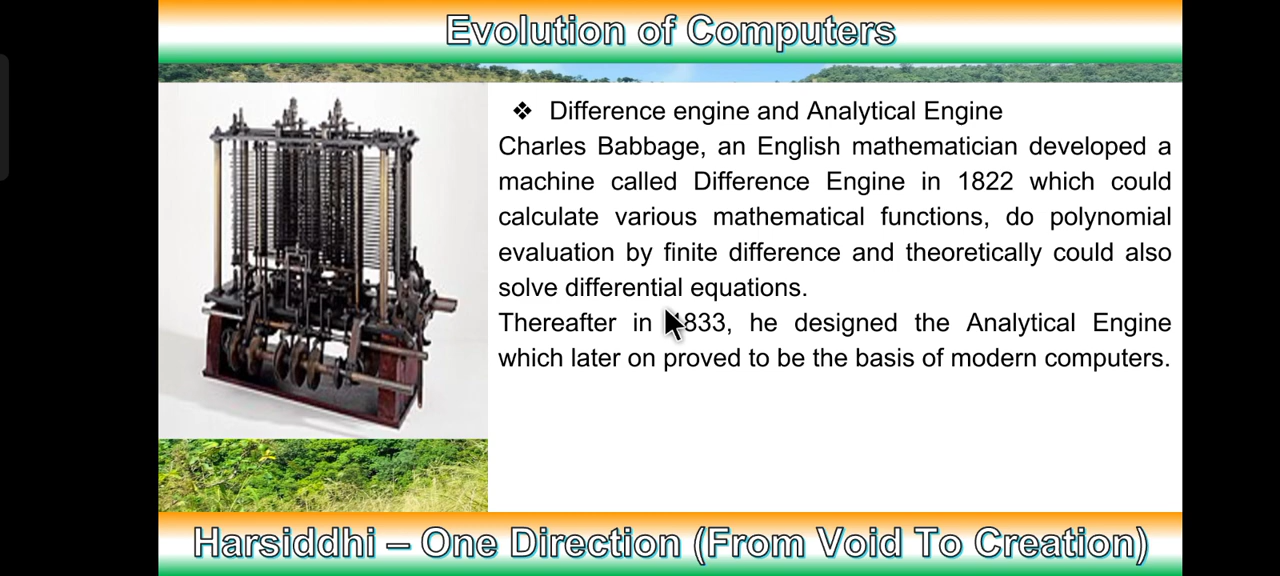 Evolution of Computers
❖ Difference engine and Analytical Engine
Charles Babbage, an English mathematician developed a
machine called Difference Engine in 1822 which could
calculate various mathematical functions, do polynomial
evaluation by finite difference and theoretically could also
solve differential equations.
Thereafter in 1833, he designed the Analytical Engine
which later on proved to be the basis of modern computers.
Harsiddhi – One Direction (From Void To Creation)